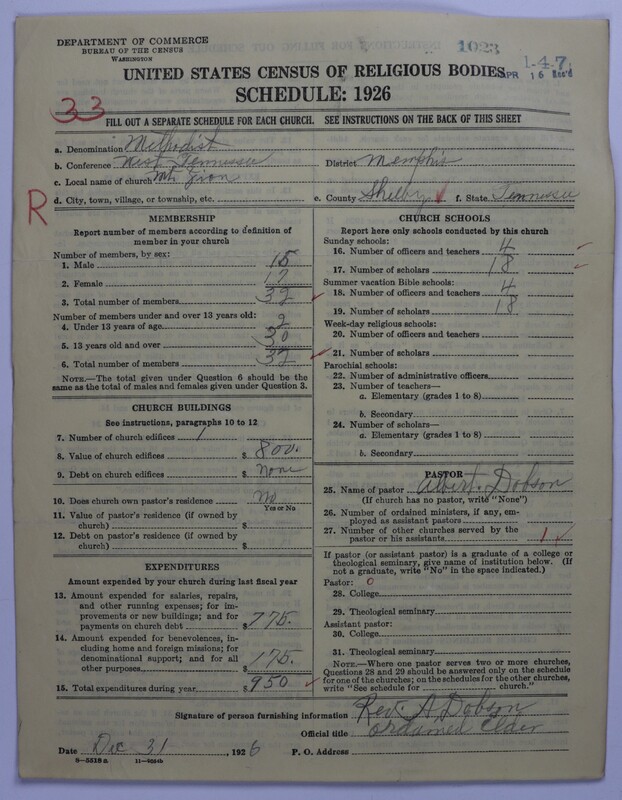 DEPARTMENT OF COMMERCE
BUREAU OF THE CENSUS
WASHINGTON
1023
1-4-7
APR 16 Rec'd
UNITED STATES CENSUS OF RELIGIOUS BODIES
SCHEDULE: 1926
33
FILL OUT A SEPARATE SCHEDULE FOR EACH CHURCH. SEE INSTRUCTIONS ON THE BACK OF THIS SHEET
a. Denomination Methodist
b. Conference West Tennessee District Memphis
c. Local name of church Mt. Zion
R
d. City, town, village, or township, etc. e. County Shelby f. State Tennessee
MEMBERSHIP
Report number of members according to definition of
member in your church
Number of members, by sex:
1. Male 15
2. Female 17
3. Total number of members 32
Number of members under and over 13 years old:
4. Under 13 years of age 2
5. 13 years old and over 30
6. Total number of members 32
NOTE.—The total given under Question 6 should be the
same as the total of males and females given under Question 3.
CHURCH BUILDINGS
See instructions, paragraphs 10 to 12
7. Number of church edifices 1
8. Value of church edifices $ 800.
9. Debt on church edifices $ None
10. Does church own pastor's residence No
Yes or No
11. Value of pastor's residence (if owned by
church) $
12. Debt on pastor's residence (if owned by
church) $
EXPENDITURES
Amount expended by your church during last fiscal year
13. Amount expended for salaries, repairs,
and other running expenses; for im-
provements or new buildings; and for
payments on church debt $ 775.
14. Amount expended for benevolences, in-
cluding home and foreign missions; for
denominational support; and for all
other purposes $ 175.
15. Total expenditures during year $ 950
CHURCH SCHOOLS
Report here only schools conducted by this church
Sunday schools:
16. Number of officers and teachers 4
17. Number of scholars 18
Summer vacation Bible schools:
18. Number of officers and teachers 4
19. Number of scholars 18
Week-day religious schools:
20. Number of officers and teachers
21. Number of scholars
Parochial schools:
22. Number of administrative officers
23. Number of teachers—
a. Elementary (grades 1 to 8)
b. Secondary
24. Number of scholars—
a. Elementary (grades 1 to 8)
b. Secondary
PASTOR
25. Name of pastor Albert. Dobson
(If church has no pastor, write "None")
26. Number of ordained ministers, if any, em-
ployed as assistant pastors
27. Number of other churches served by the
pastor or his assistants 1
If pastor (or assistant pastor) is a graduate of a college or
theological seminary, give name of institution below. (If
not a graduate, write "No" in the space indicated.)
Pastor: 0
28. College
29. Theological seminary
Assistant pastor:
30. College
31. Theological seminary
NOTE.—Where one pastor serves two or more churches,
Questions 28 and 29 should be answered only on the schedule
for one of the churches; on the schedules for the other churches,
write "See schedule for church."
Signature of person furnishing information Rev. A Dobson
Official title Ordained Elder
Date Dec 31, 1926 P. O. Address
8-5518a 11-9264b